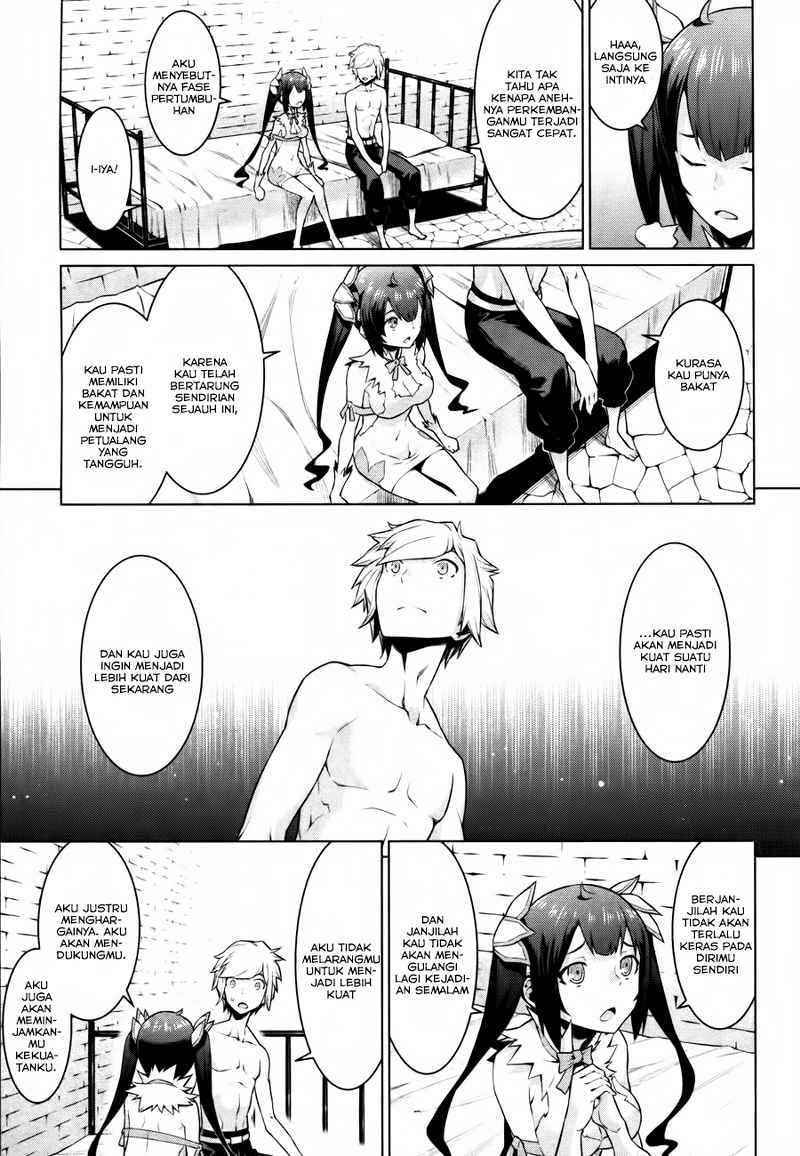 HAAA,
LANGSUNG
SAJA KE
INTINYA
KITA TAK
TAHU APA
KENAPA ANEH-
NYA PERKEMBAN-
GANMU TERJADI
SANGAT CEPAT.
AKU
MENYEBUT-
NYA FASE
PERTUMBU-
HAN
I-IYA!
KURASA
KAU PUNYA
BAKAT
KARENA
KAU TELAH
BERTARUNG
SENDIRIAN
SEJAUH INI,
KAU PASTI
MEMILIKI
BAKAT DAN
KEMAMPUAN
UNTUK
MENJADI
PETUALANG
YANG
TANGGUH.
...KAU PASTI
AKAN MENJADI
KUAT SUATU
HARI NANTI
DAN KAU JUGA
INGIN MENJADI
LEBIH KUAT DARI
SEKARANG
BERJAN-
JILAH KAU
TIDAK AKAN
TERLALU
KERAS PADA
DIRIMU
SENDIRI
DAN
JANJILAH
KAU TIDAK
AKAN MEN-
GULANGI
LAGI KEJADI-
AN SEMALAM
AKU TIDAK
MELARANGMU
UNTUK MEN-
JADI LEBIH
KUAT
AKU JUSTRU
MENGHAR-
GAINYA. AKU
AKAN MEN-
DUKUNGMU.
AKU
JUGA
AKAN
MEMIN-
JAMKAN-
MU
KEKUA-
TANKU.